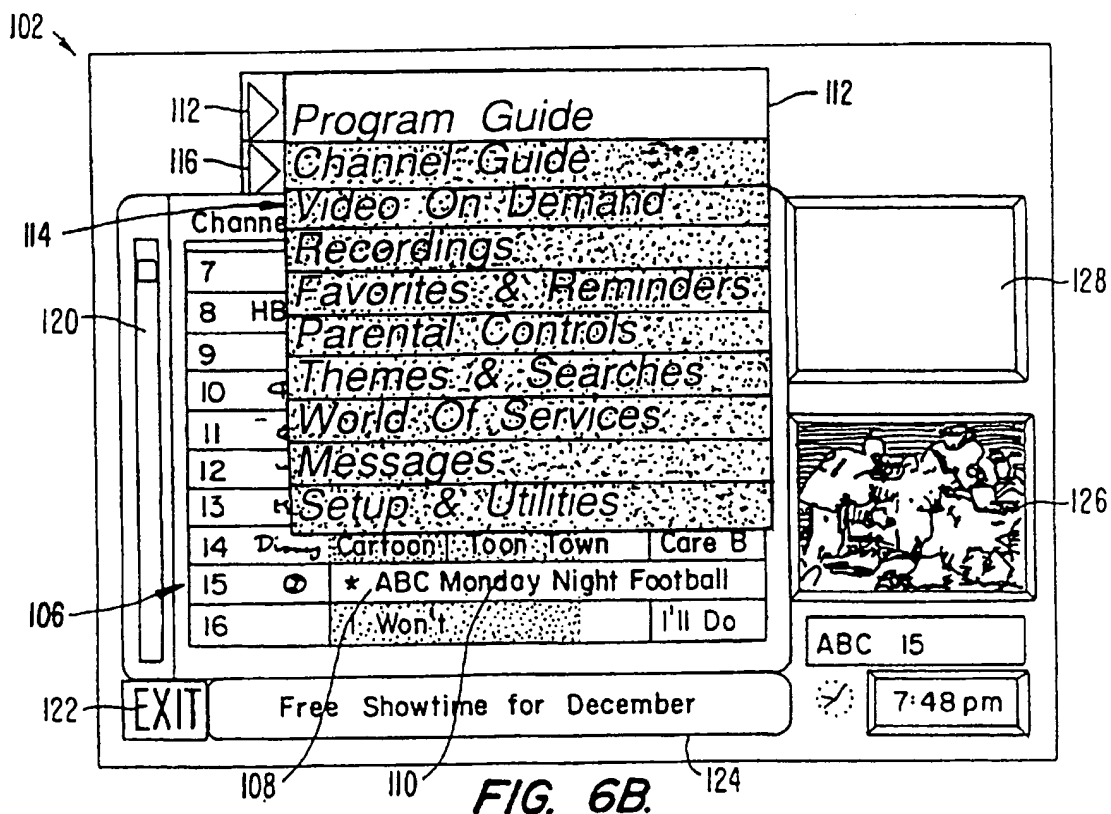 102
112
Program Guide
112
116
Channel Guide
114
Video On Demand
Channe
Recordings
7
Favorites & Reminders
128
120
8 HB
Parental Controls
9
Themes & Searches
10
World Of Services
11
Messages
12
Setup & Utilities
13
126
14 Disney Cartoon Toon Town Care B
106
15 * ABC Monday Night Football
16 I Won't I'll Do
ABC 15
122
EXIT
Free Showtime for December
7:48 pm
108
110
124
FIG. 6B.